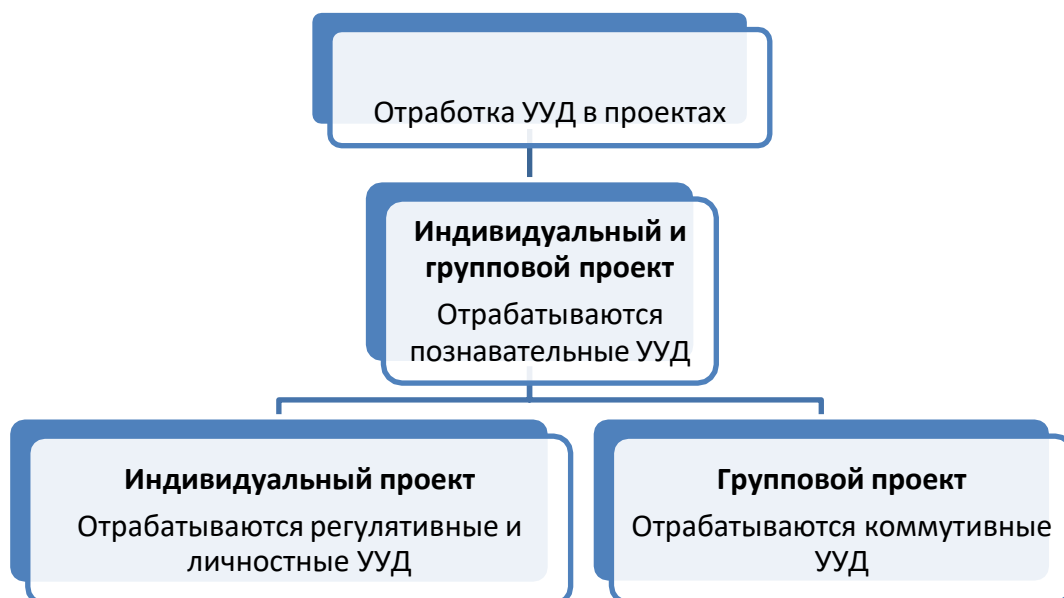 Отработка УУД в проектах
Индивидуальный и
групповой проект
Отрабатываются
познавательные УУД
Индивидуальный проект
Отрабатываются регулятивные и
личностные УУД
Групповой проект
Отрабатываются коммутивные
УУД